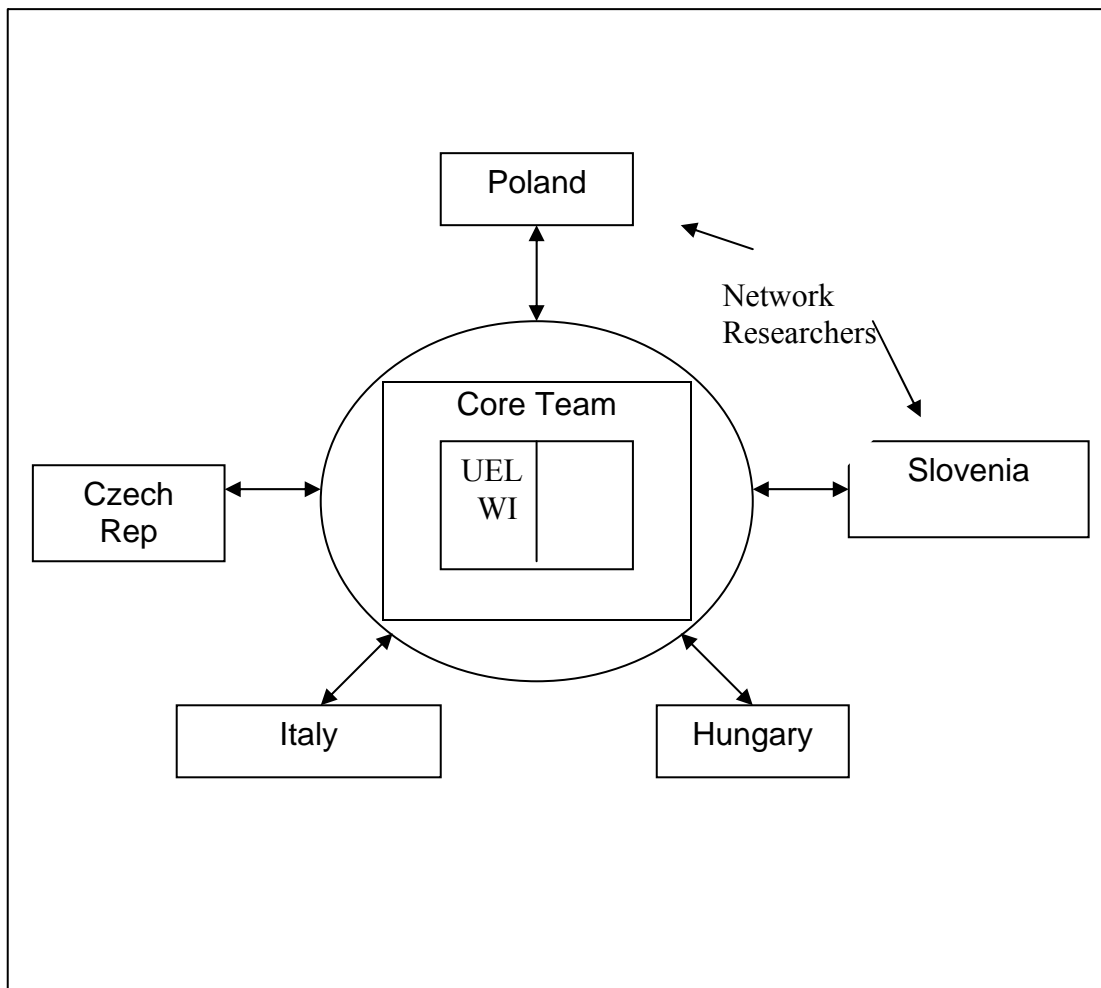 Poland
Network
Researchers
Core Team
UEL
WI
Slovenia
Czech
Rep
Italy
Hungary